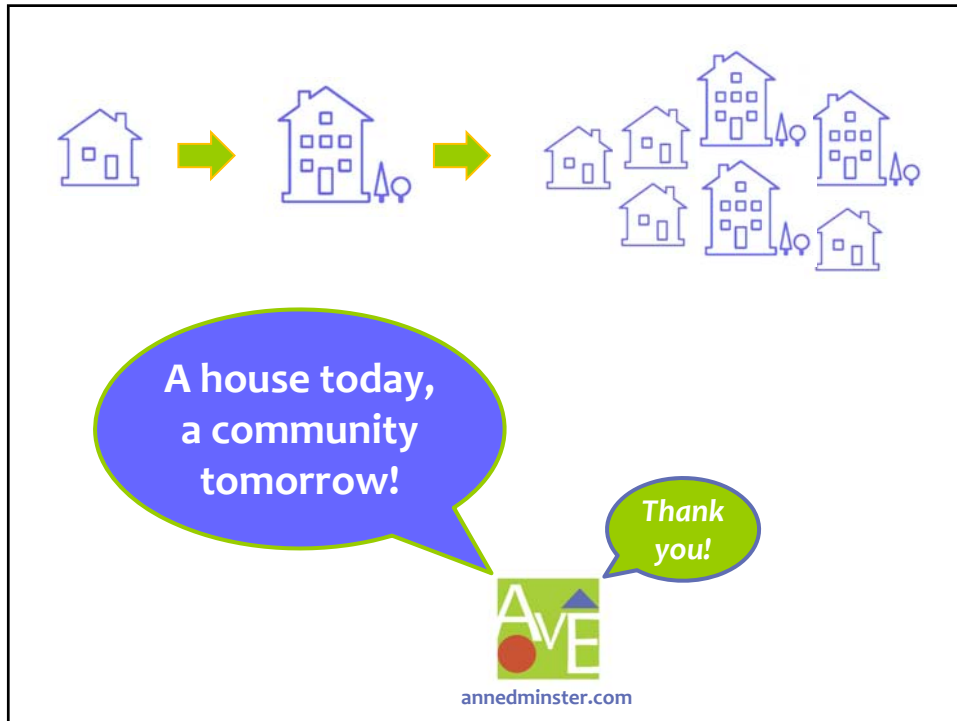 A house today,
a community
tomorrow!
Thank
you!
AVE
annedminster.com